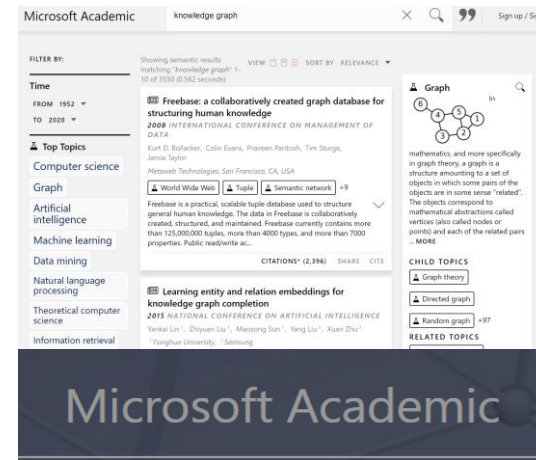 Microsoft Academic
knowledge graph
Sign up / Si
FILTER BY:
Time
FROM 1952
TO 2020
Top Topics
Computer science
Graph
Artificial
intelligence
Machine learning
Data mining
Natural language
processing
Theoretical computer
science
Information retrieval
Showing semantic results
matching "knowledge graph" 1-
10 of 3550 (0.562 seconds)
VIEW
SORT BY RELEVANCE
Freebase: a collaboratively created graph database for
structuring human knowledge
2008 INTERNATIONAL CONFERENCE ON MANAGEMENT OF
DATA
Kurt D. Bollacker, Colin Evans, Praveen Paritosh, Tim Sturge,
Jamie Taylor
Metaweb Technologies, San Francisco, CA, USA
World Wide Web Tuple Semantic network +9
Freebase is a practical, scalable tuple database used to structure
general human knowledge. The data in Freebase is collaboratively
created, structured, and maintained. Freebase currently contains more
than 125,000,000 tuples, more than 4000 types, and more than 7000
properties. Public read/write ac...
CITATIONS* (2,396) SHARE CITE
Learning entity and relation embeddings for
knowledge graph completion
2015 NATIONAL CONFERENCE ON ARTIFICIAL INTELLIGENCE
Yankai Lin¹, Zhiyuan Liu¹, Maosong Sun¹, Yang Liu², Xuan Zhu²
¹Tsinghua University, ²Samsung
Graph
In
6
4
5
1
3
2
mathematics, and more specifically
in graph theory, a graph is a
structure amounting to a set of
objects in which some pairs of the
objects are in some sense "related".
The objects correspond to
mathematical abstractions called
vertices (also called nodes or
points) and each of the related pairs
... MORE
CHILD TOPICS
Graph theory
Directed graph
Random graph +97
RELATED TOPICS
Microsoft Academic